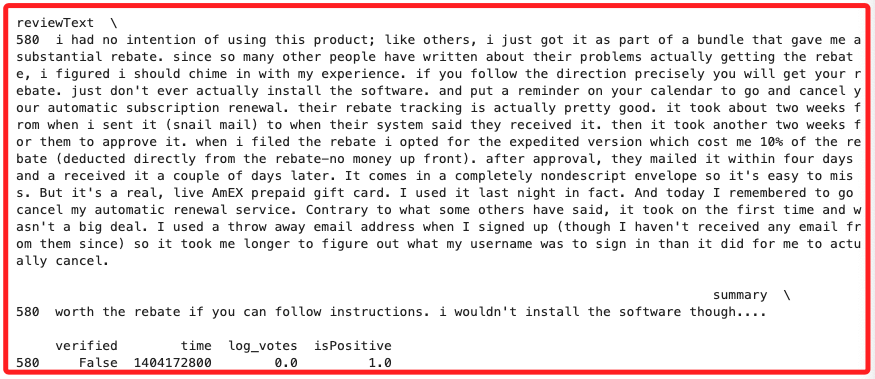 reviewText  \
580  i had no intention of using this product; like others, i just got it as part of a bundle that gave me a
substantial rebate. since so many other people have written about their problems actually getting the rebat
e, i figured i should chime in with my experience. if you follow the direction precisely you will get your r
ebate. just don't ever actually install the software. and put a reminder on your calendar to go and cancel y
our automatic subscription renewal. their rebate tracking is actually pretty good. it took about two weeks f
rom when i sent it (snail mail) to when their system said they received it. then it took another two weeks f
or them to approve it. when i filed the rebate i opted for the expedited version which cost me 10% of the re
bate (deducted directly from the rebate—no money up front). after approval, they mailed it within four days
and a received it a couple of days later. It comes in a completely nondescript envelope so it's easy to mis
s. But it's a real, live AmEX prepaid gift card. I used it last night in fact. And today I remembered to go
cancel my automatic renewal service. Contrary to what some others have said, it took on the first time and w
asn't a big deal. I used a throw away email address when I signed up (though I haven't received any email fr
om them since) so it took me longer to figure out what my username was to sign in than it did for me to actu
ally cancel.
summary  \
580  worth the rebate if you can follow instructions. i wouldn't install the software though....
verified        time  log_votes  isPositive
580     False  1404172800        0.0         1.0